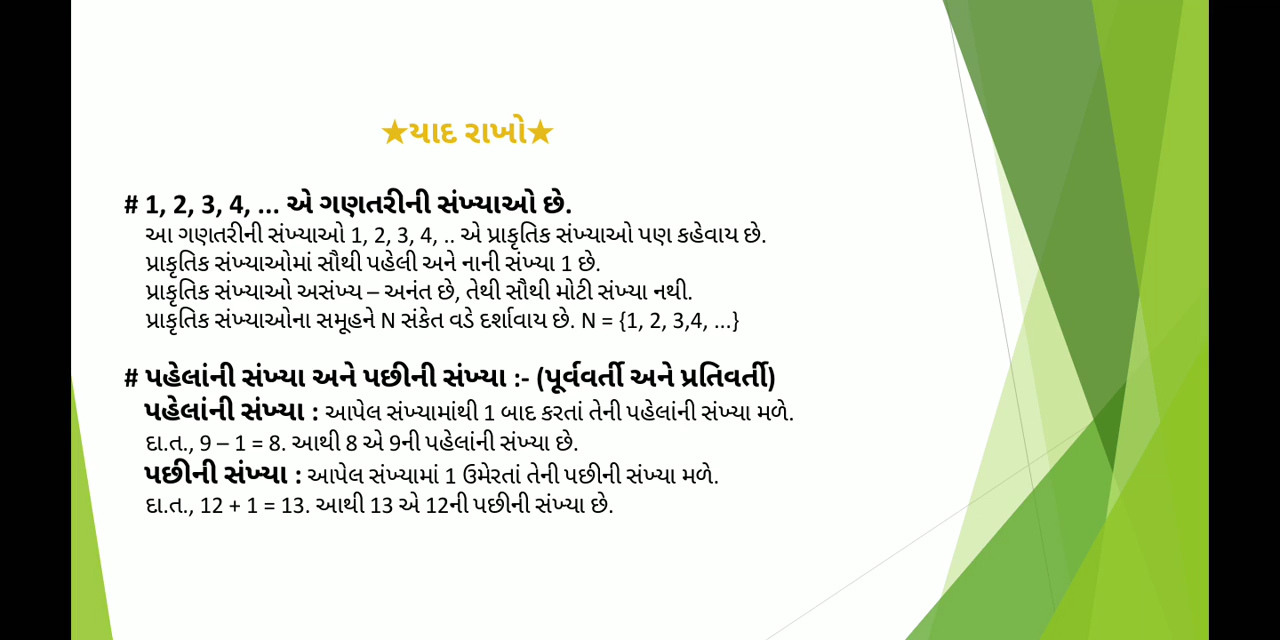 ★યાદ રાખો★
# 1, 2, 3, 4, ... એ ગણતરીની સંખ્યાઓ છે.
આ ગણતરીની સંખ્યાઓ 1, 2, 3, 4, .. એ પ્રાકૃતિક સંખ્યાઓ પણ કહેવાય છે.
પ્રાકૃતિક સંખ્યાઓમાં સૌથી પહેલી અને નાની સંખ્યા 1 છે.
પ્રાકૃતિક સંખ્યાઓ અસંખ્ય – અનંત છે, તેથી સૌથી મોટી સંખ્યા નથી.
પ્રાકૃતિક સંખ્યાઓના સમૂહને N સંકેત વડે દર્શાવાય છે. N = {1, 2, 3,4, ...}
# પહેલાંની સંખ્યા અને પછીની સંખ્યા :- (પૂર્વવર્તી અને પ્રતિવર્તી)
પહેલાંની સંખ્યા : આપેલ સંખ્યામાંથી 1 બાદ કરતાં તેની પહેલાંની સંખ્યા મળે.
દા.ત., 9 – 1 = 8. આથી 8 એ 9ની પહેલાંની સંખ્યા છે.
પછીની સંખ્યા : આપેલ સંખ્યામાં 1 ઉમેરતાં તેની પછીની સંખ્યા મળે.
દા.ત., 12 + 1 = 13. આથી 13 એ 12ની પછીની સંખ્યા છે.